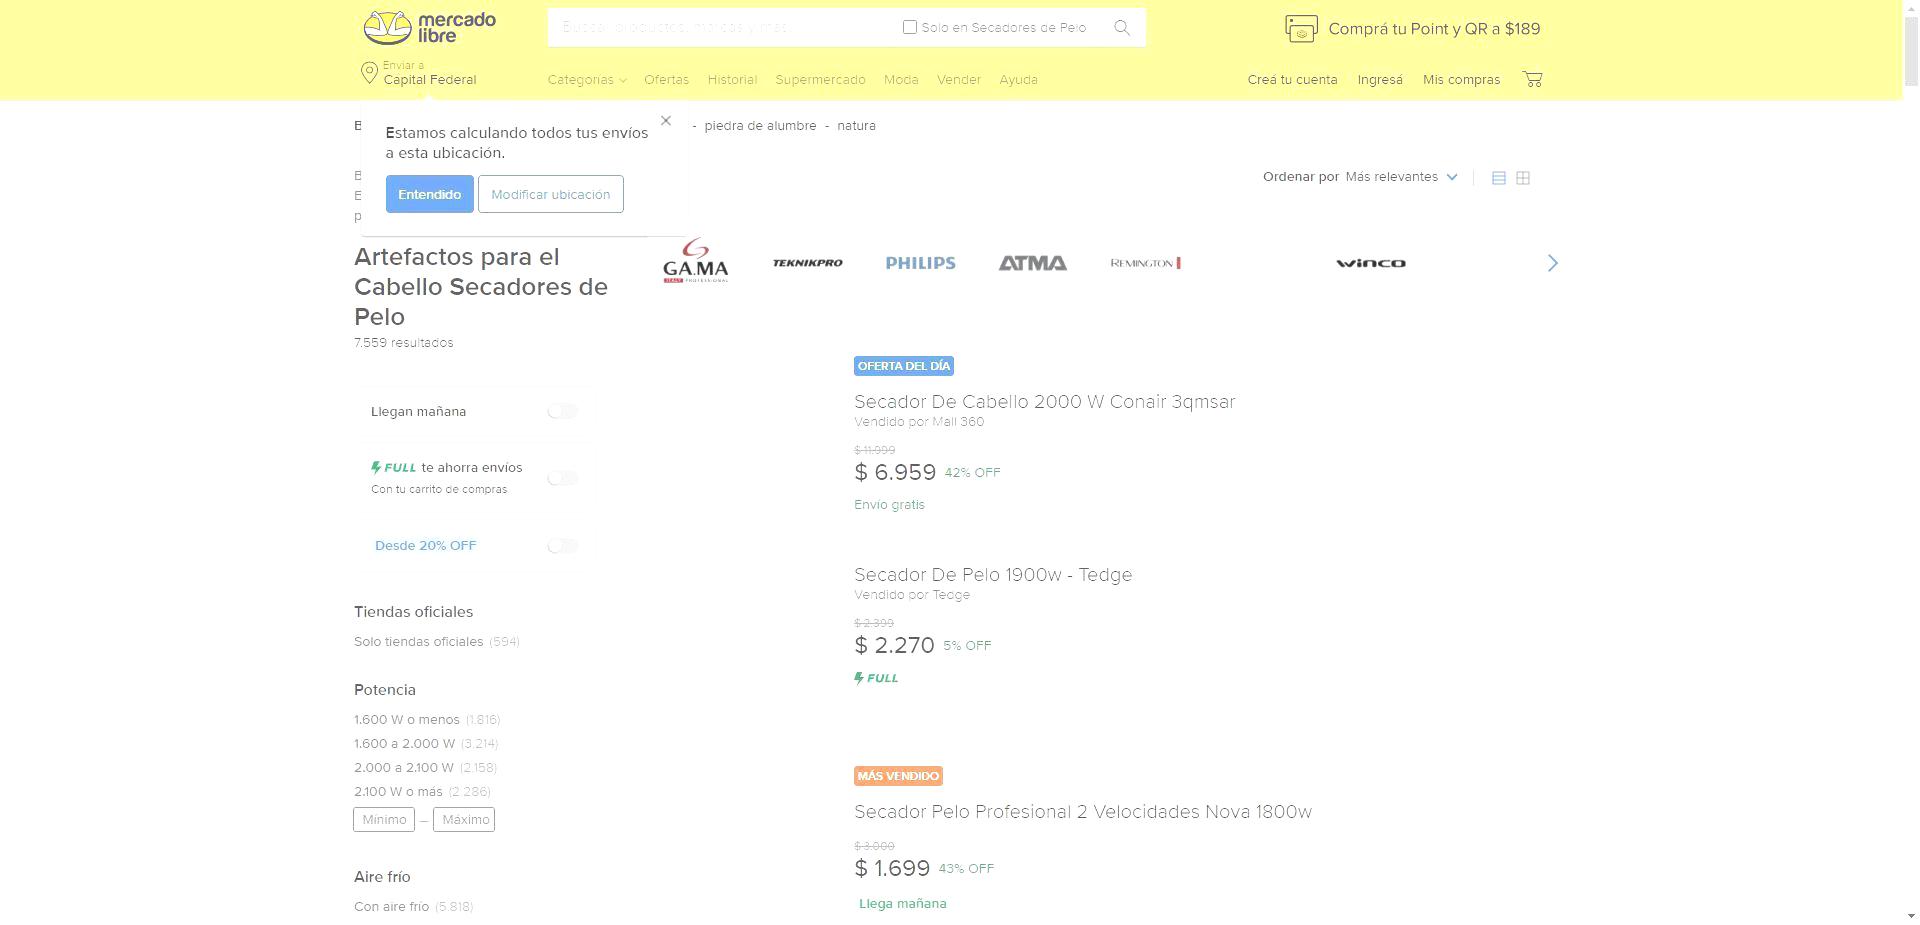 mercado
libre
Buscar productos, marcas y más...
Solo en Secadores de Pelo
Comprá tu Point y QR a $189
Enviar a
Capital Federal
Categorías Ofertas Historial Supermercado Moda Vender Ayuda
Creá tu cuenta Ingresá Mis compras
- piedra de alumbre - natura
Estamos calculando todos tus envíos
a esta ubicación.
Entendido Modificar ubicación
Ordenar por Más relevantes
Artefactos para el
Cabello Secadores de
Pelo
7.559 resultados
GA.MA
ITALY PROFESSIONAL
TEKNIKPRO
PHILIPS
ATMA
REMINGTON
WINCO
Llegan mañana
FULL te ahorra envíos
Con tu carrito de compras
Desde 20% OFF
Tiendas oficiales
Solo tiendas oficiales (594)
Potencia
1.600 W o menos (1.816)
1.600 a 2.000 W (3.214)
2.000 a 2.100 W (2.158)
2.100 W o más (2.286)
Mínimo – Máximo
Aire frío
Con aire frío (5.818)
OFERTA DEL DÍA
Secador De Cabello 2000 W Conair 3qmsar
Vendido por Mall 360
$ 11.999
$ 6.959 42% OFF
Envío gratis
Secador De Pelo 1900w - Tedge
Vendido por Tedge
$ 2.399
$ 2.270 5% OFF
FULL
MÁS VENDIDO
Secador Pelo Profesional 2 Velocidades Nova 1800w
$ 3.000
$ 1.699 43% OFF
Llega mañana